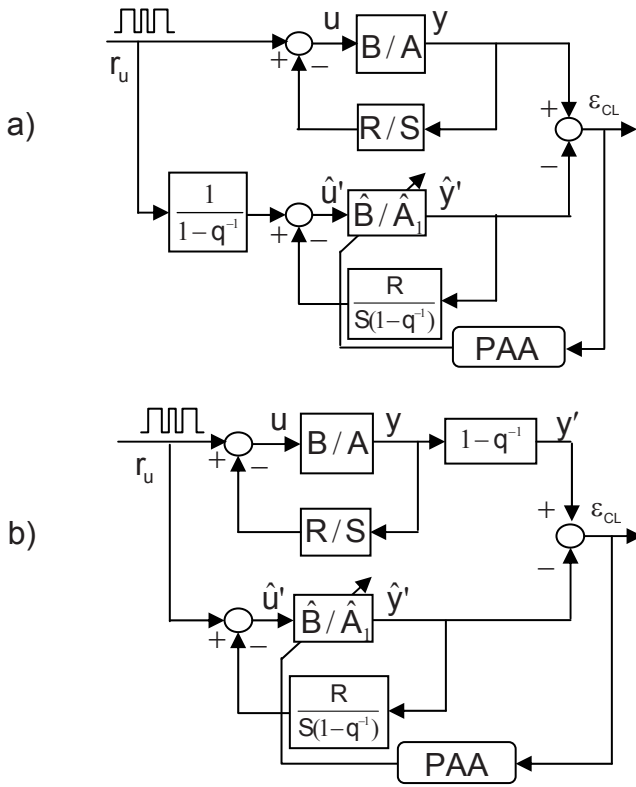 u
B/A
y
r_u
+
−
R/S
ε_CL
+
−
a)
1/(1−q⁻¹)
û'
B̂/Â₁
ŷ'
+
−
R/(S(1−q⁻¹))
PAA
u
B/A
y
1−q⁻¹
y′
r_u
+
−
R/S
ε_CL
+
−
b)
û'
B̂/Â₁
ŷ'
+
−
R/(S(1−q⁻¹))
PAA